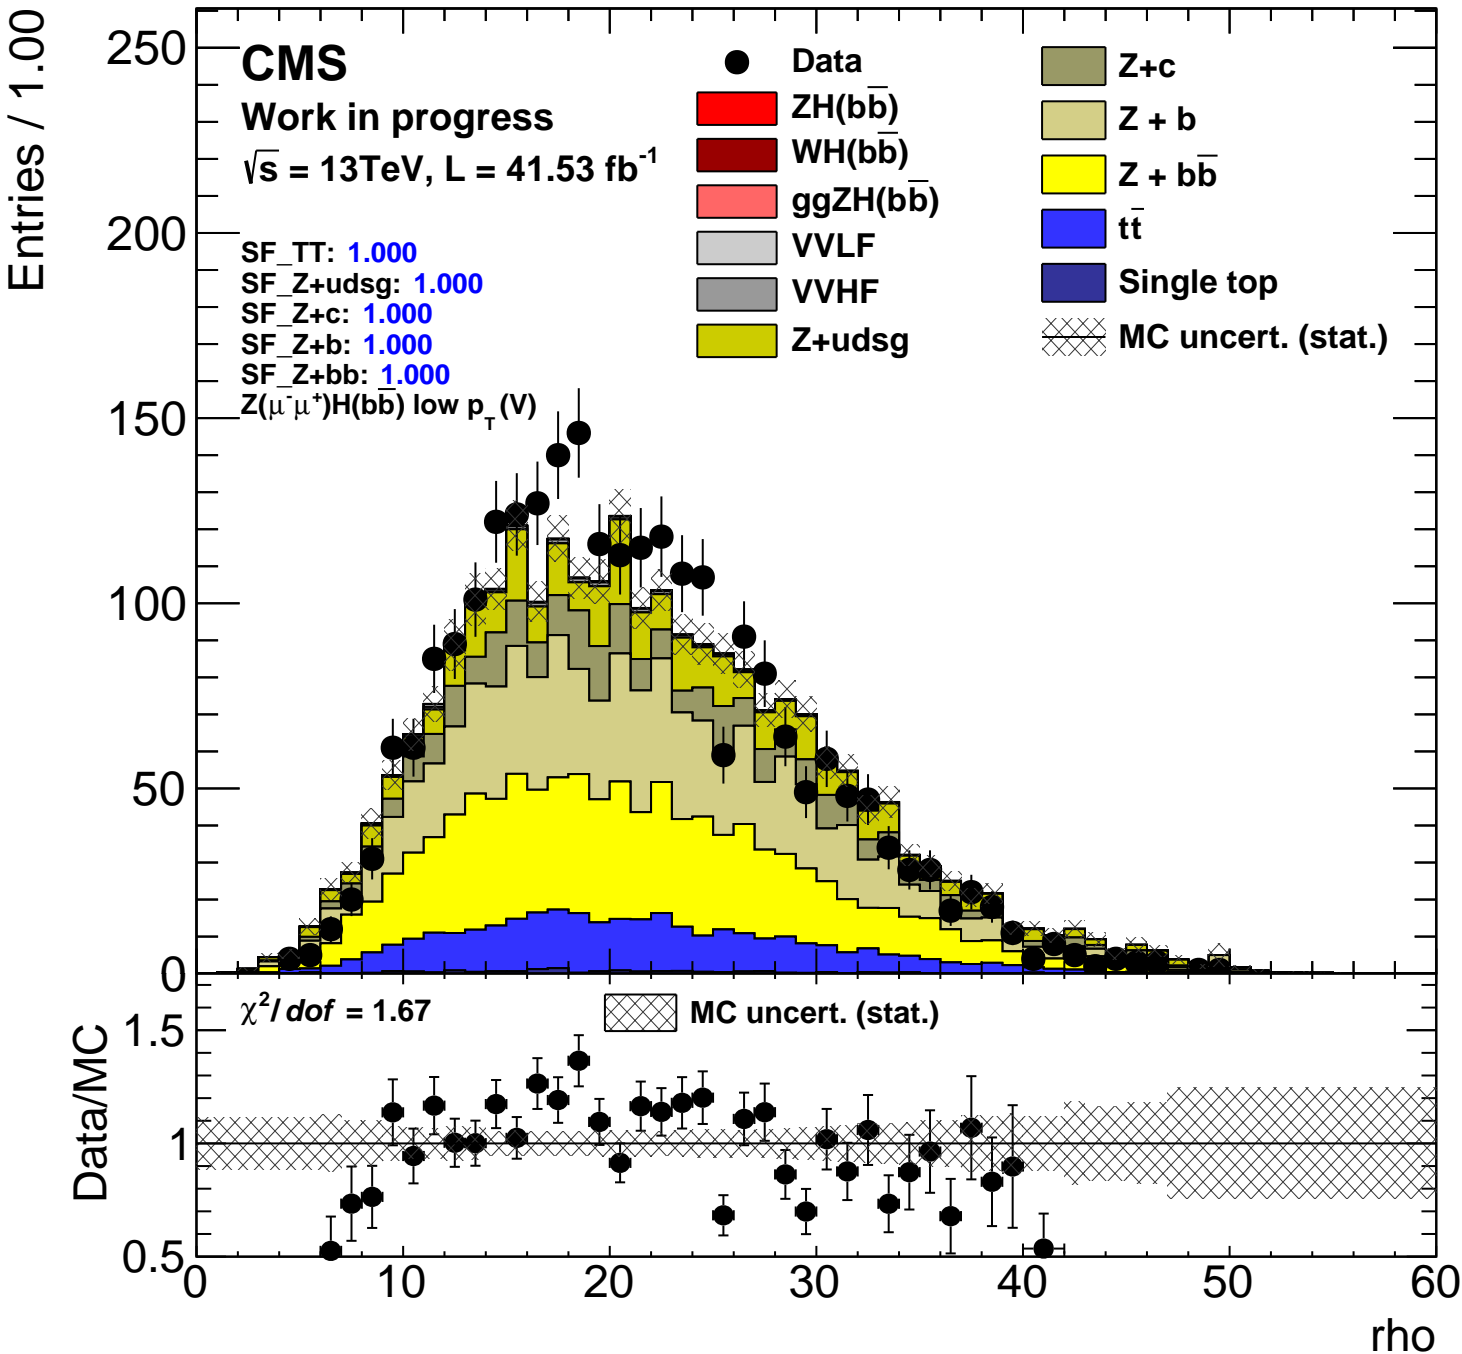 Entries / 1.00
250
200
150
100
50
0
CMS
Work in progress
√s = 13TeV, L = 41.53 fb⁻¹
SF_TT: 1.000
SF_Z+udsg: 1.000
SF_Z+c: 1.000
SF_Z+b: 1.000
SF_Z+bb: 1.000
Z(μ⁻μ⁺)H(bb̅) low p_T(V)
Data
ZH(bb̅)
WH(bb̅)
ggZH(bb̅)
VVLF
VVHF
Z+udsg
Z+c
Z + b
Z + bb̅
tt̅
Single top
MC uncert. (stat.)
Data/MC
1.5
1
0.5
χ²/dof = 1.67
MC uncert. (stat.)
0 10 20 30 40 50 60
rho